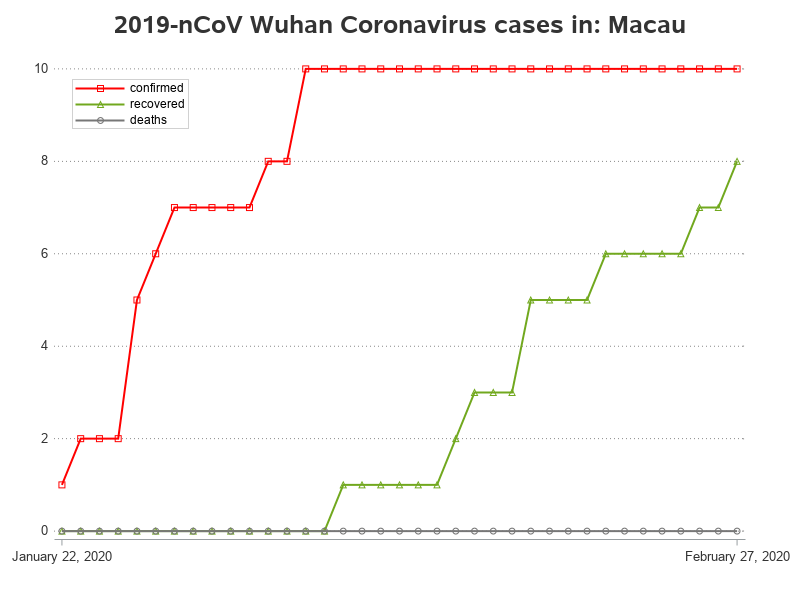 2019-nCoV Wuhan Coronavirus cases in: Macau
10
confirmed
recovered
deaths
8
6
4
2
0
January 22, 2020
February 27, 2020